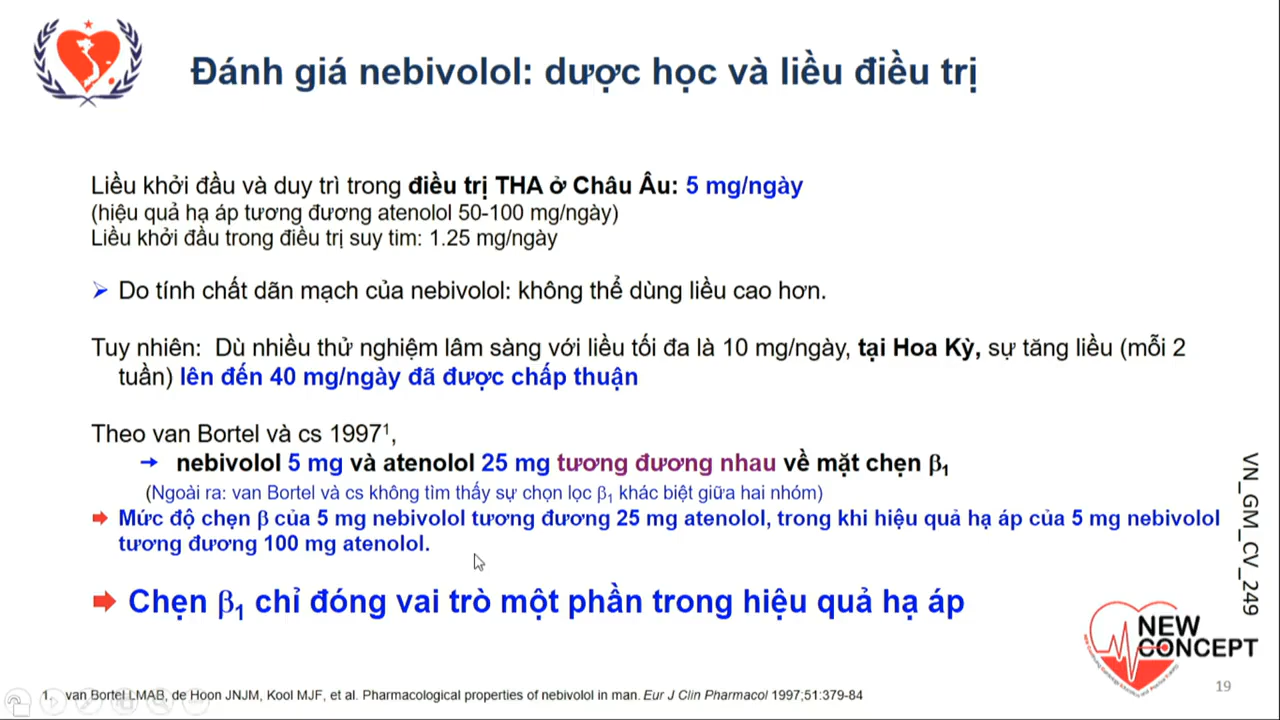 Đánh giá nebivolol: dược học và liều điều trị
Liều khởi đầu và duy trì trong điều trị THA ở Châu Âu: 5 mg/ngày
(hiệu quả hạ áp tương đương atenolol 50-100 mg/ngày)
Liều khởi đầu trong điều trị suy tim: 1.25 mg/ngày
➢ Do tính chất dãn mạch của nebivolol: không thể dùng liều cao hơn.
Tuy nhiên: Dù nhiều thử nghiệm lâm sàng với liều tối đa là 10 mg/ngày, tại Hoa Kỳ, sự tăng liều (mỗi 2
tuần) lên đến 40 mg/ngày đã được chấp thuận
Theo van Bortel và cs 1997¹,
→ nebivolol 5 mg và atenolol 25 mg tương đương nhau về mặt chẹn β₁
(Ngoài ra: van Bortel và cs không tìm thấy sự chọn lọc β₁ khác biệt giữa hai nhóm)
➡ Mức độ chẹn β của 5 mg nebivolol tương đương 25 mg atenolol, trong khi hiệu quả hạ áp của 5 mg nebivolol
tương đương 100 mg atenolol.
➡ Chẹn β₁ chỉ đóng vai trò một phần trong hiệu quả hạ áp
VN_GM_CV_249
NEW
CONCEPT
19
1. van Bortel LMAB, de Hoon JNJM, Kool MJF, et al. Pharmacological properties of nebivolol in man. Eur J Clin Pharmacol 1997;51:379-84